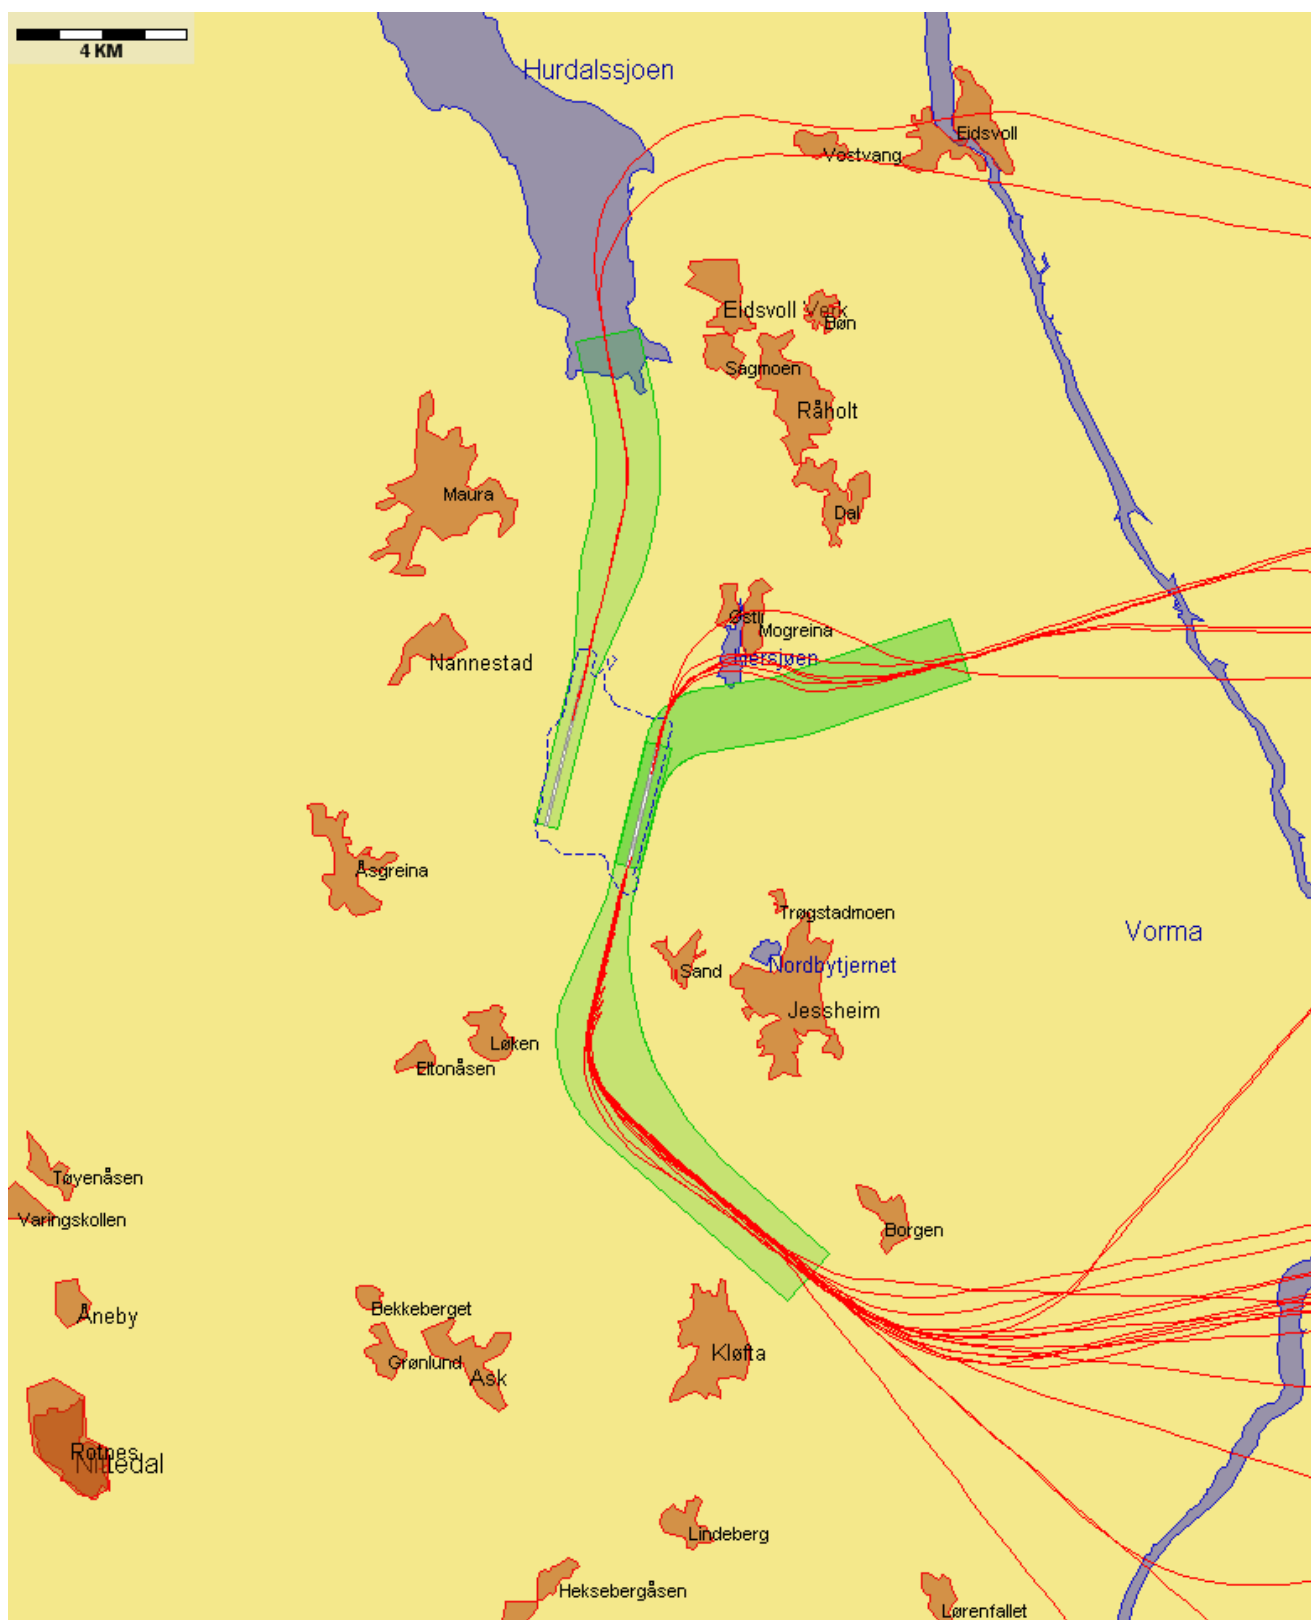 4 KM
Hurdalssjoen
Eidsvoll
Vestvang
Eidsvoll Verk
Bøn
Sagmoen
Råholt
Maura
Dal
Mogreina
Nannestad
Åsgreina
Trøgstadmoen
Vorma
Nordbytjernet
Sand
Jessheim
Løken
Eltonåsen
Tøyenåsen
Varingskollen
Borgen
Åneby
Bekkeberget
Grønlund
Ask
Kløfta
Rotnes
Nittedal
Lindeberg
Heksebergåsen
Lørenfallet